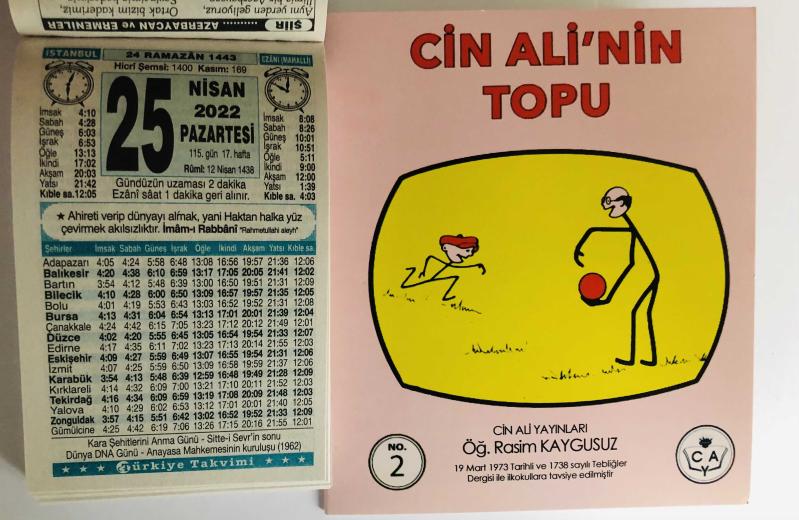 ŞİİR AZERBAYCAN ve ERMENİLER
Ortak bizim kaderimiz,
Aynı yerden geliyoruz,
İSTANBUL
24 RAMAZÂN 1443
EZÂNÎ (MAHALLÎ)
Hicrî Şemsî: 1400 Kasım: 169
25
NİSAN
2022
PAZARTESİ
115. gün 17. hafta
Rûmî: 12 Nisan 1438
İmsak 4:10
Sabah 4:28
Güneş 6:03
İşrak 6:53
Öğle 13:13
İkindi 17:02
Akşam 20:03
Yatsı 21:42
Kıble sa. 12:05
İmsak 8:08
Sabah 8:26
Güneş 10:01
İşrak 10:51
Öğle 5:11
İkindi 9:00
Akşam 12:00
Yatsı 1:39
Kıble sa. 4:03
Gündüzün uzaması 2 dakika
Ezânî sâat 1 dakika geri alınır.
★ Ahireti verip dünyayı almak, yani Haktan halka yüz
çevirmek akılsızlıktır. İmâm-ı Rabbânî "Rahmetullahi aleyh"
Şehirler İmsak Sabah Güneş İşrak Öğle İkindi Akşam Yatsı Kıble sa.
Adapazarı 4:05 4:24 5:58 6:48 13:08 16:56 19:57 21:36 12:06
Balıkesir 4:20 4:38 6:10 6:59 13:17 17:05 20:05 21:41 12:02
Bartın 3:54 4:12 5:48 6:39 13:00 16:50 19:51 21:31 12:09
Bilecik 4:10 4:28 6:00 6:50 13:09 16:57 19:57 21:35 12:05
Bolu 4:01 4:19 5:53 6:43 13:03 16:52 19:52 21:31 12:08
Bursa 4:13 4:31 6:04 6:54 13:13 17:01 20:01 21:39 12:04
Çanakkale 4:24 4:42 6:15 7:05 13:23 17:12 20:12 21:49 12:01
Düzce 4:02 4:20 5:55 6:45 13:05 16:54 19:54 21:33 12:07
Edirne 4:17 4:35 6:11 7:02 13:23 17:13 20:14 21:55 12:03
Eskişehir 4:09 4:27 5:59 6:49 13:07 16:55 19:54 21:31 12:06
İzmit 4:07 4:25 5:59 6:50 13:09 16:58 19:59 21:37 12:06
Karabük 3:54 4:13 5:48 6:39 12:59 16:48 19:49 21:28 12:09
Kırklareli 4:14 4:32 6:09 7:00 13:21 17:10 20:11 21:52 12:03
Tekirdağ 4:16 4:34 6:09 6:59 13:19 17:08 20:09 21:48 12:03
Yalova 4:10 4:29 6:02 6:53 13:12 17:01 20:01 21:40 12:05
Zonguldak 3:57 4:15 5:51 6:42 13:02 16:52 19:52 21:33 12:09
Gümülcine 4:25 4:42 6:19 7:06 13:26 17:15 20:16 21:55 12:01
Kara Şehitlerini Anma Günü - Sitte-i Sevr'in sonu
Dünya DNA Günü - Anayasa Mahkemesinin kuruluşu (1962)
Türkiye Takvimi
CİN ALİ'NİN
TOPU
CİN ALİ YAYINLARI
Öğ. Rasim KAYGUSUZ
19 Mart 1973 Tarihli ve 1738 sayılı Tebliğler
Dergisi ile ilkokullara tavsiye edilmiştir
NO.
2
C A
Y